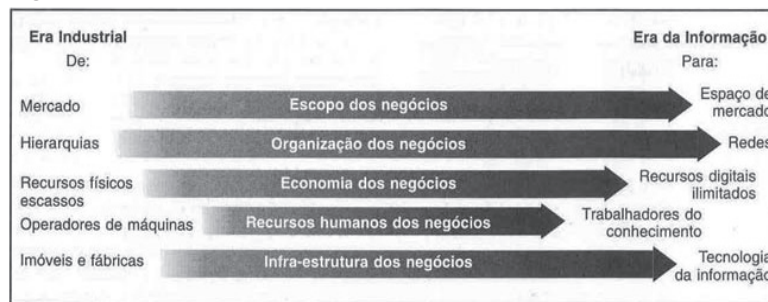 Era Industrial
Era da Informação
De:
Para:
Mercado
Escopo dos negócios
Espaço de
mercado
Hierarquias
Organização dos negócios
Redes
Recursos físicos
escassos
Economia dos negócios
Recursos digitais
ilimitados
Operadores de máquinas
Recursos humanos dos negócios
Trabalhadores do
conhecimento
Imóveis e fábricas
Infra-estrutura dos negócios
Tecnologia
da informação